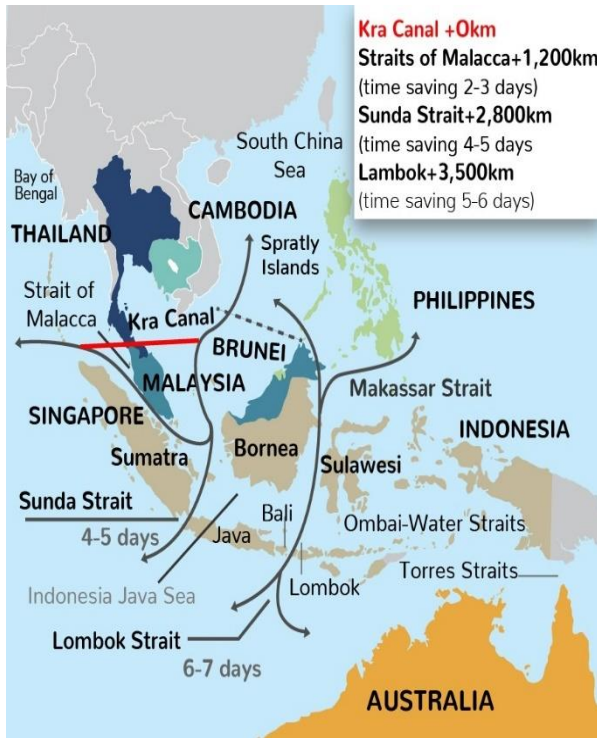 Kra Canal +0km
Straits of Malacca+1,200km
(time saving 2-3 days)
Sunda Strait+2,800km
(time saving 4-5 days
Lambok+3,500km
(time saving 5-6 days)
South China
Sea
Bay of
Bengal
CAMBODIA
THAILAND
Spratly
Islands
Strait of
Malacca
Kra Canal
PHILIPPINES
BRUNEI
MALAYSIA
Makassar Strait
SINGAPORE
INDONESIA
Sumatra
Bornea
Sulawesi
Sunda Strait
4-5 days
Bali
Java
Ombai-Water Straits
Indonesia Java Sea
Lombok
Torres Straits
Lombok Strait
6-7 days
AUSTRALIA